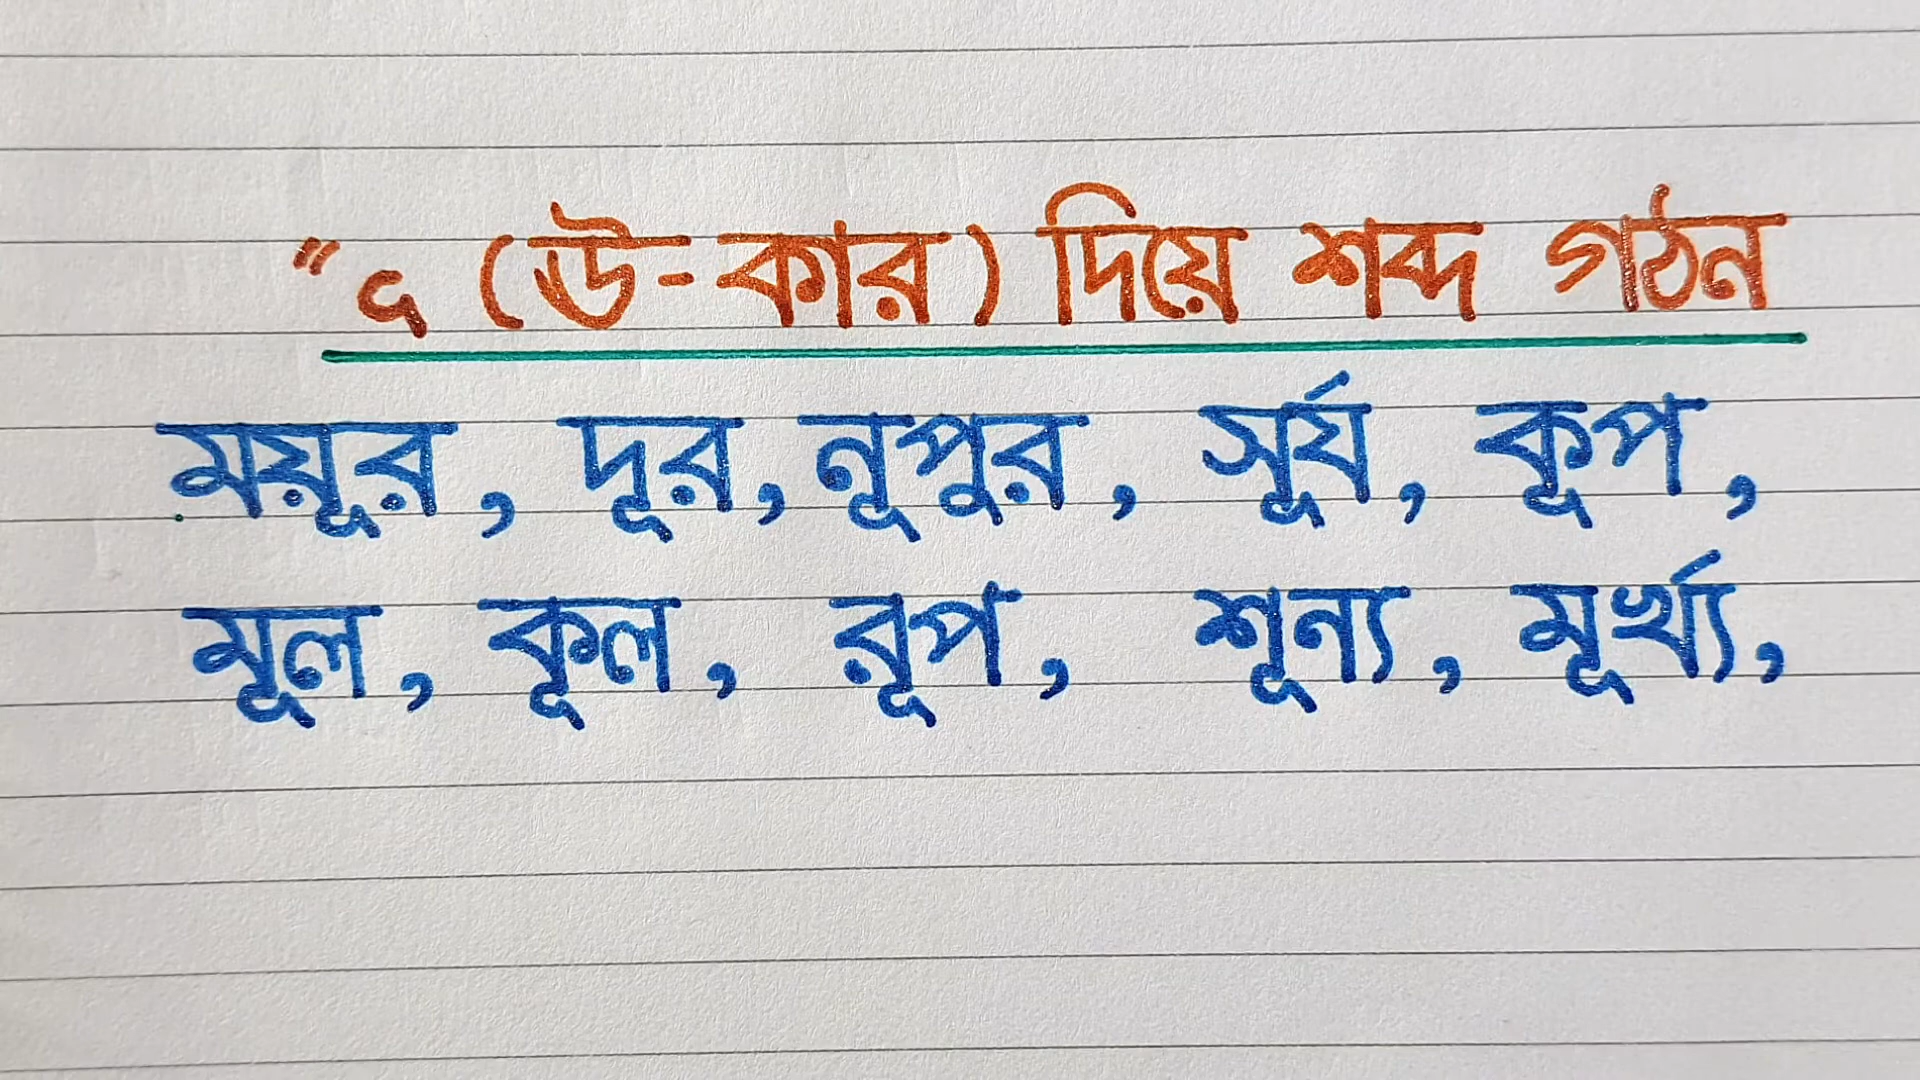 " ূ (ঊ-কার) দিয়ে শব্দ গঠন
ময়ূর, দূর, নূপুর, সূর্য, কূপ,
মূল, কূল, রূপ, শূন্য, মূর্খ্য,